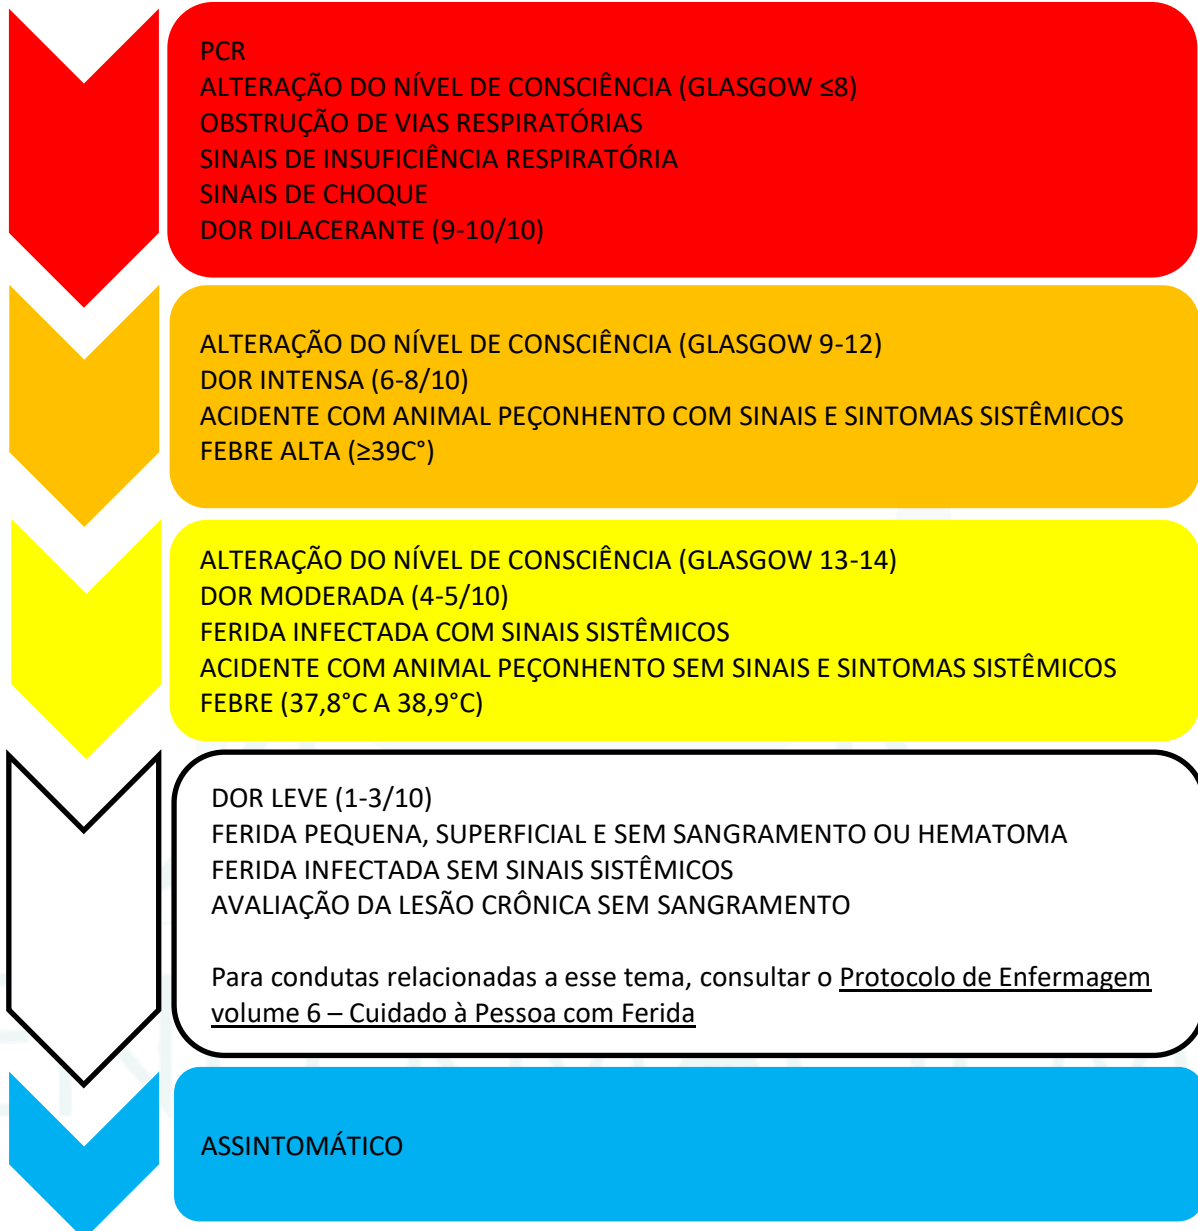 PCR
ALTERAÇÃO DO NÍVEL DE CONSCIÊNCIA (GLASGOW ≤8)
OBSTRUÇÃO DE VIAS RESPIRATÓRIAS
SINAIS DE INSUFICIÊNCIA RESPIRATÓRIA
SINAIS DE CHOQUE
DOR DILACERANTE (9-10/10)
ALTERAÇÃO DO NÍVEL DE CONSCIÊNCIA (GLASGOW 9-12)
DOR INTENSA (6-8/10)
ACIDENTE COM ANIMAL PEÇONHENTO COM SINAIS E SINTOMAS SISTÊMICOS
FEBRE ALTA (≥39C°)
ALTERAÇÃO DO NÍVEL DE CONSCIÊNCIA (GLASGOW 13-14)
DOR MODERADA (4-5/10)
FERIDA INFECTADA COM SINAIS SISTÊMICOS
ACIDENTE COM ANIMAL PEÇONHENTO SEM SINAIS E SINTOMAS SISTÊMICOS
FEBRE (37,8°C A 38,9°C)
DOR LEVE (1-3/10)
FERIDA PEQUENA, SUPERFICIAL E SEM SANGRAMENTO OU HEMATOMA
FERIDA INFECTADA SEM SINAIS SISTÊMICOS
AVALIAÇÃO DA LESÃO CRÔNICA SEM SANGRAMENTO
Para condutas relacionadas a esse tema, consultar o Protocolo de Enfermagem
volume 6 – Cuidado à Pessoa com Ferida
ASSINTOMÁTICO